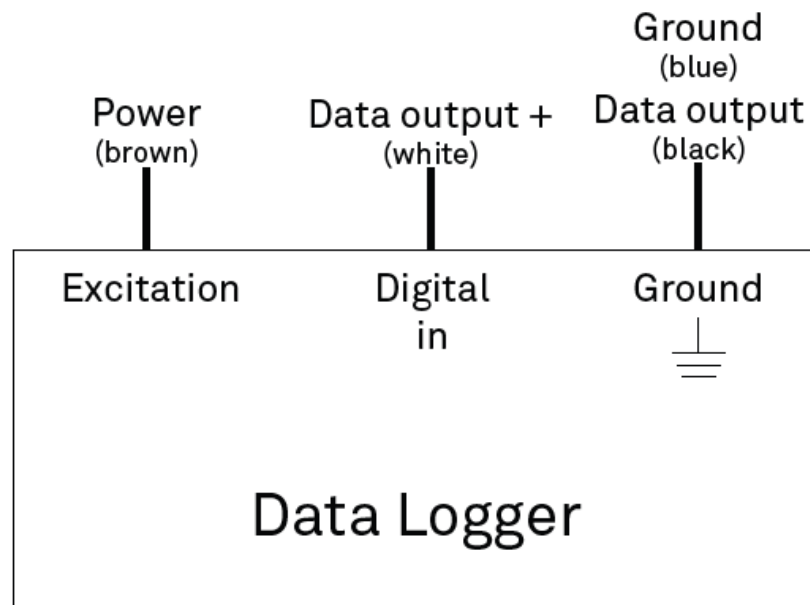 Power
(brown)
Data output +
(white)
Ground
(blue)
Data output
(black)
Excitation
Digital
in
Ground
Data Logger